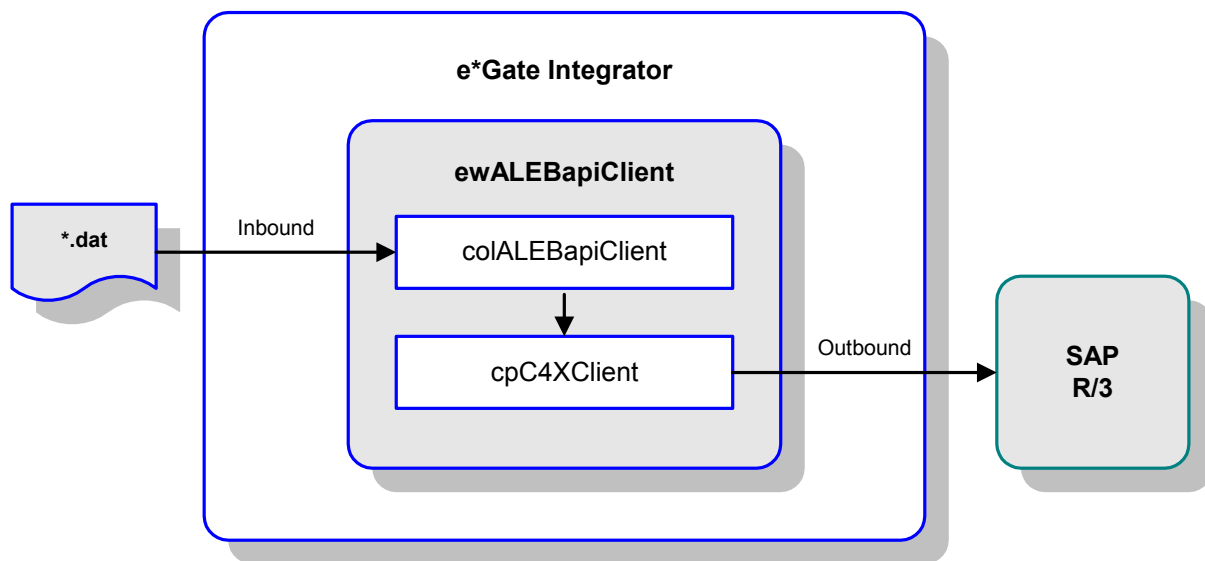 e*Gate Integrator
ewALEBapiClient
*.dat
Inbound
colALEBapiClient
cpC4XClient
Outbound
SAP
R/3